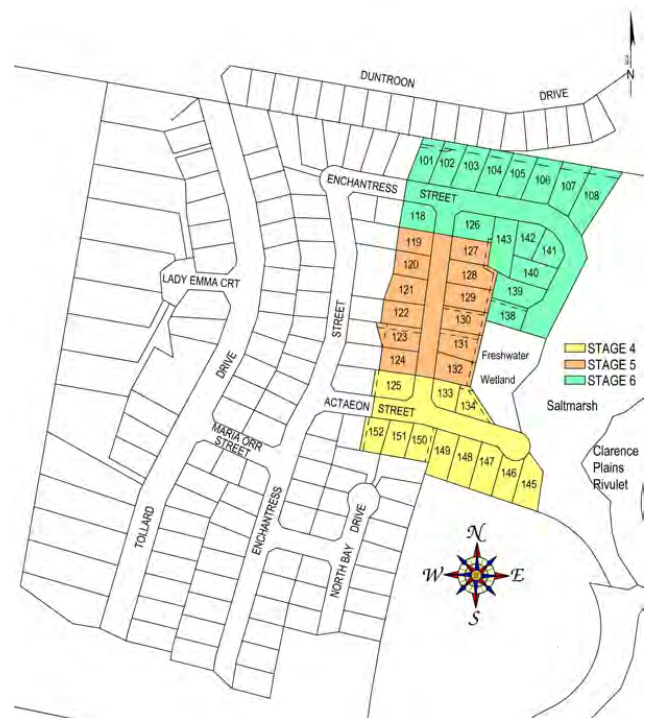 DUNTROON
DRIVE
N
101 102 103 104 105 106 107 108
ENCHANTRESS
STREET
118 126 143 142 141
119 127
120 128 140
121 129 139
122 130 138
123 131
124 132
125 133 134
LADY EMMA CRT
STREET
DRIVE
Freshwater
Wetland
STAGE 4
STAGE 5
STAGE 6
Saltmarsh
Clarence
Plains
Rivulet
ACTAEON STREET
MARIA ORR
STREET
152 151 150 149 148 147 146 145
TOLLARD
ENCHANTRESS
NORTH BAY DRIVE
N
W E
S